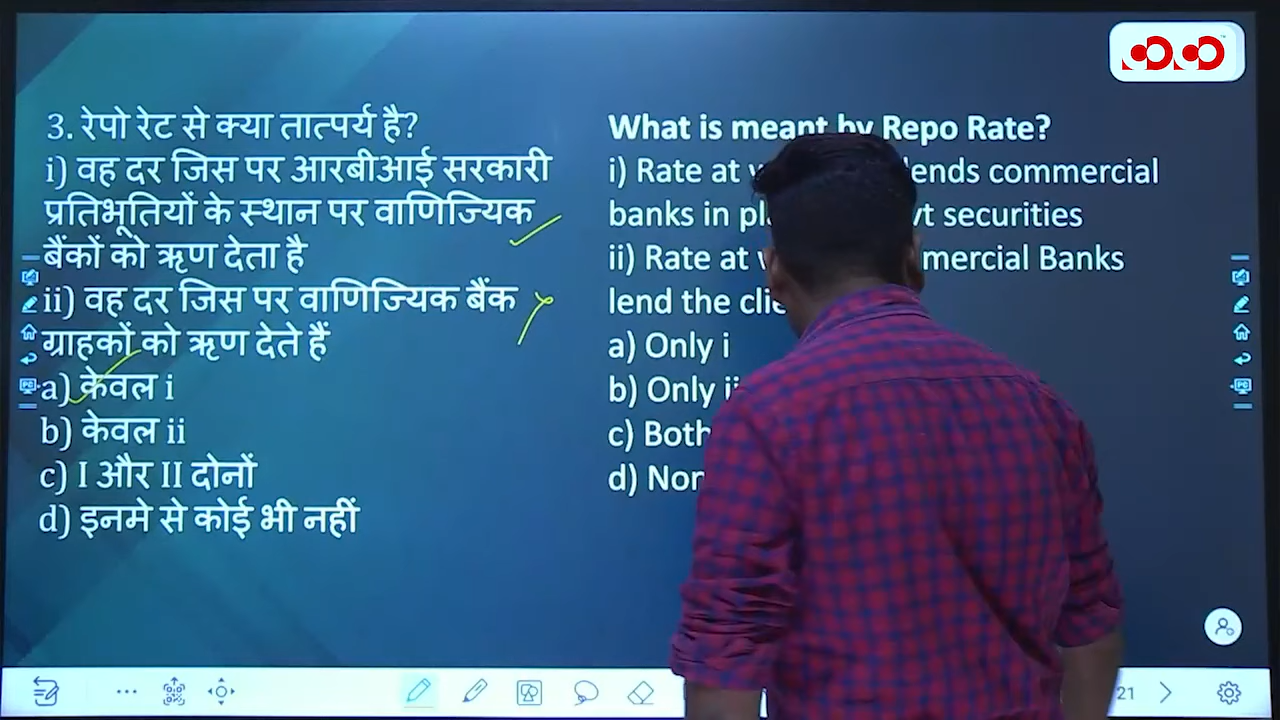 3. रेपो रेट से क्या तात्पर्य है?
i) वह दर जिस पर आरबीआई सरकारी
प्रतिभूतियों के स्थान पर वाणिज्यिक
बैंकों को ऋण देता है
ii) वह दर जिस पर वाणिज्यिक बैंक
ग्राहकों को ऋण देते हैं
a) केवल i
b) केवल ii
c) I और II दोनों
d) इनमे से कोई भी नहीं
What is meant by Repo Rate?
i) Rate at commercial
banks in securities
ii) Rate at Banks
lend the
a) Only i
b) Only
c) Both
d)
21